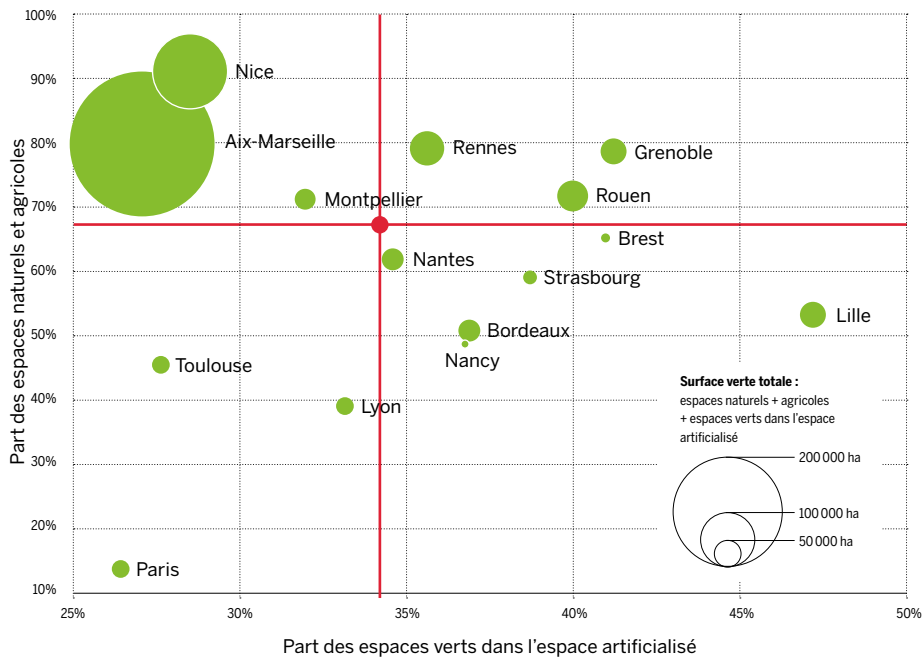 100%
90%
80%
70%
60%
50%
40%
30%
20%
10%
Part des espaces naturels et agricoles
Nice
Aix-Marseille
Rennes
Grenoble
Montpellier
Rouen
Brest
Nantes
Strasbourg
Lille
Bordeaux
Nancy
Toulouse
Lyon
Paris
Surface verte totale :
espaces naturels + agricoles
+ espaces verts dans l'espace
artificialisé
200 000 ha
100 000 ha
50 000 ha
25%
30%
35%
40%
45%
50%
Part des espaces verts dans l'espace artificialisé